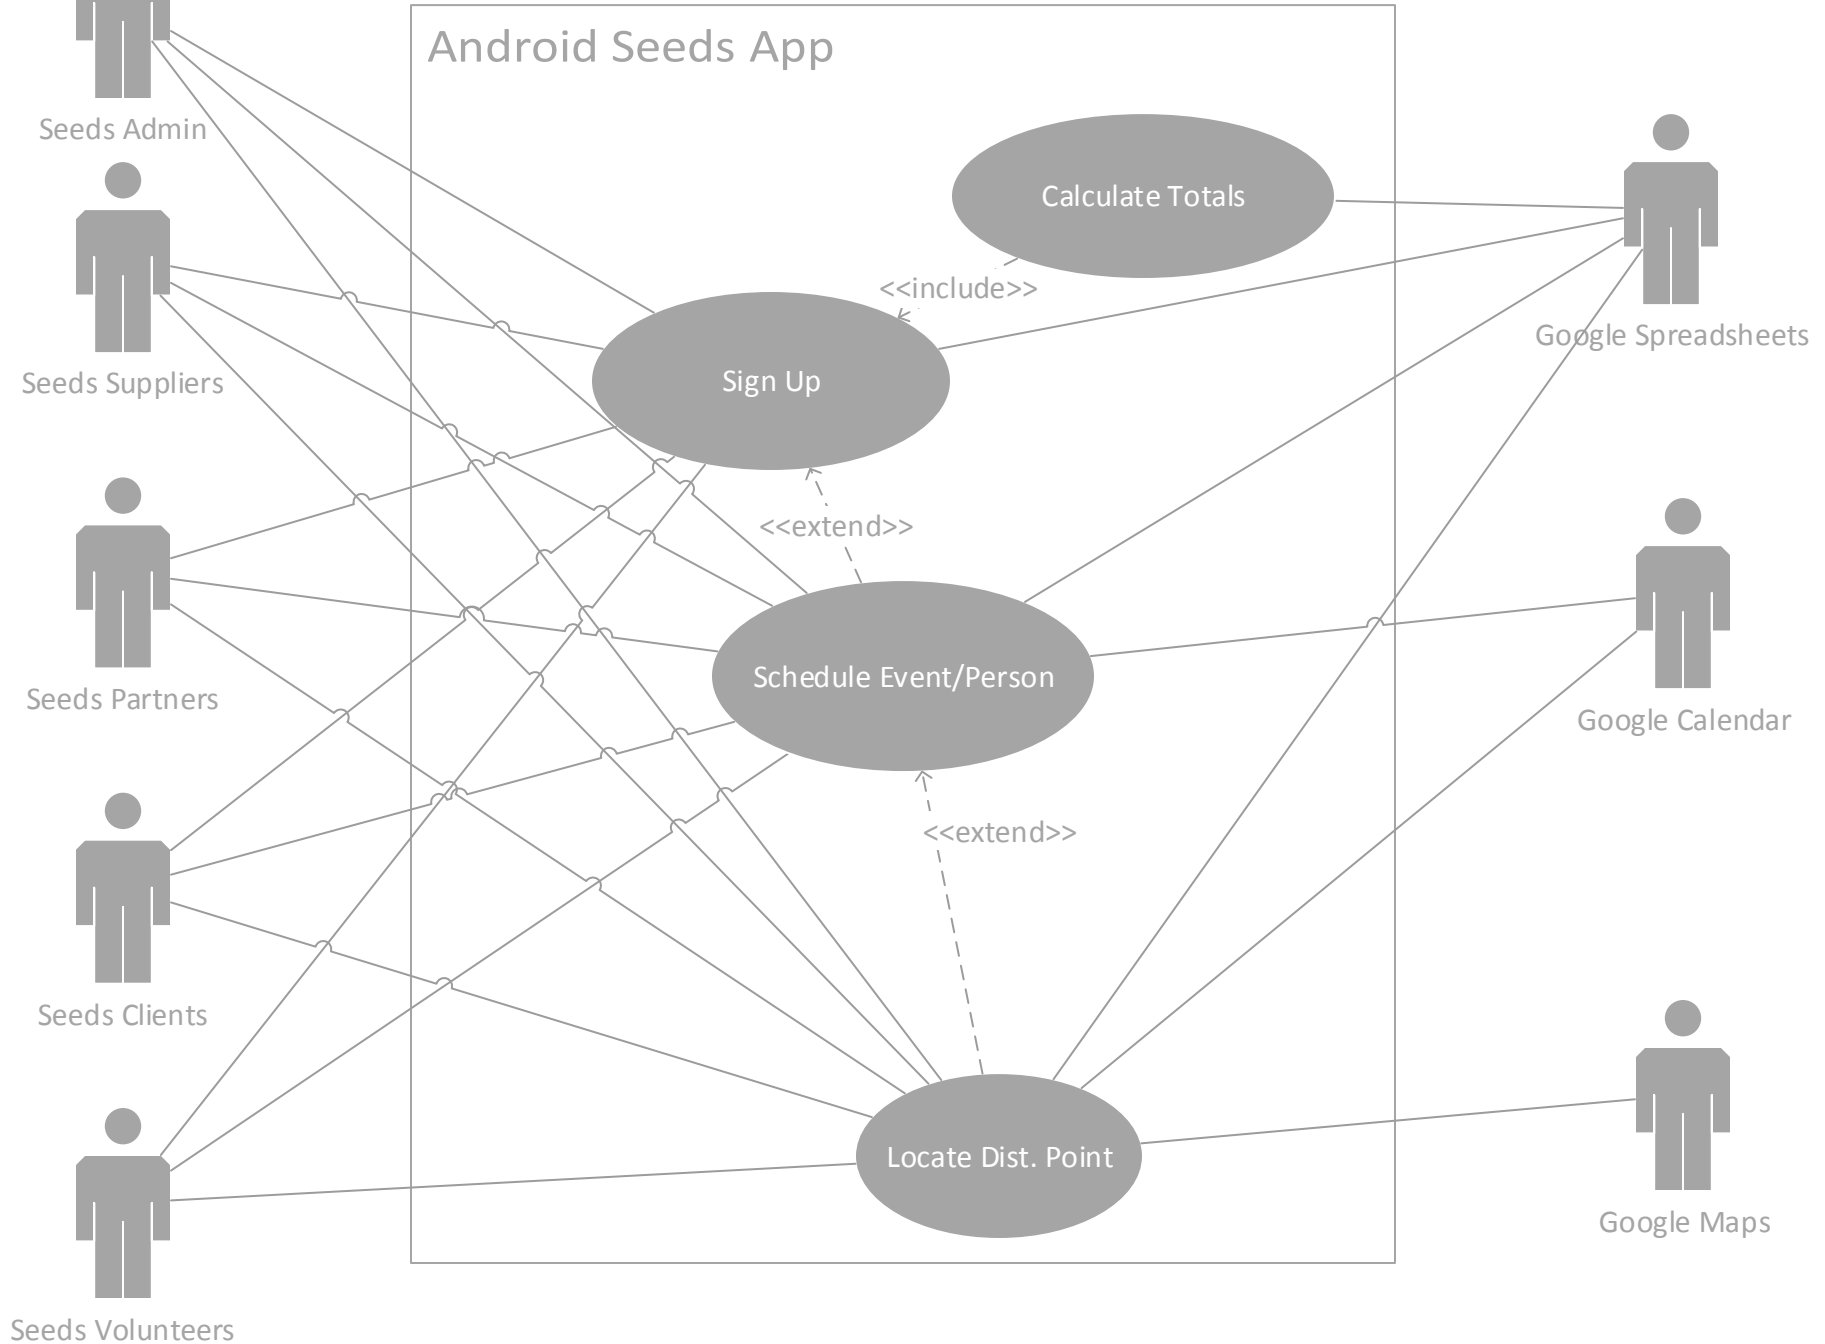 Android Seeds App
Seeds Admin
Calculate Totals
<<include>>
Google Spreadsheets
Seeds Suppliers
Sign Up
<<extend>>
Schedule Event/Person
Seeds Partners
Google Calendar
<<extend>>
Seeds Clients
Locate Dist. Point
Google Maps
Seeds Volunteers